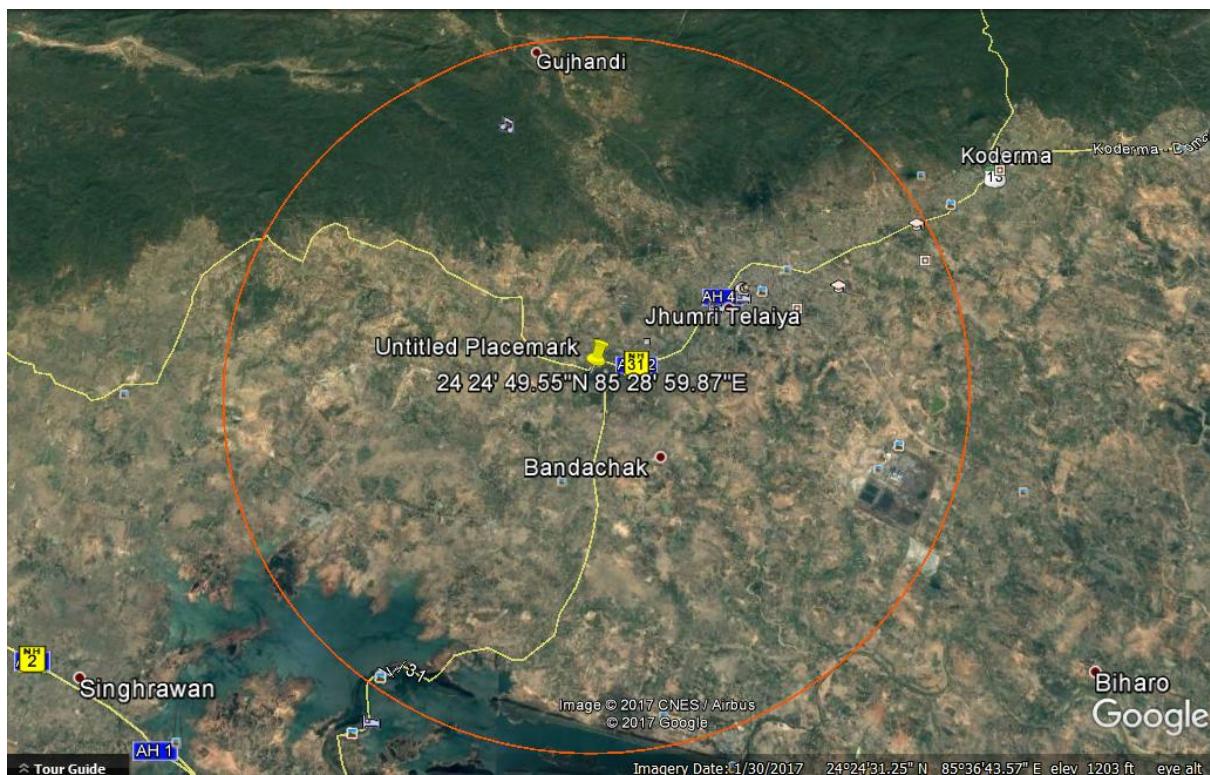 Gujhandi
Koderma
Koderma
13
AH 4
Jhumri Telaiya
Untitled Placemark
NH
31
24 24' 49.55"N 85 28' 59.87"E
Bandachak
NH
2
Singhrawan
Biharo
Image © 2017 CNES / Airbus
© 2017 Google
Google
AH 1
Tour Guide
Imagery Date: 1/30/2017 24°24'31.25" N 85°36'43.57" E elev 1203 ft eye alt